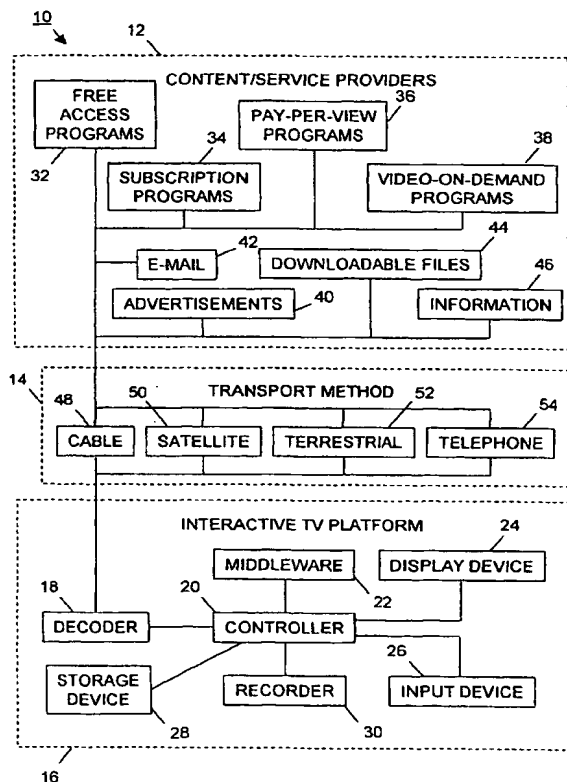 10
12
CONTENT/SERVICE PROVIDERS
FREE
ACCESS
PROGRAMS
32
36
PAY-PER-VIEW
PROGRAMS
34
SUBSCRIPTION
PROGRAMS
38
VIDEO-ON-DEMAND
PROGRAMS
42
E-MAIL
44
DOWNLOADABLE FILES
46
ADVERTISEMENTS
40
INFORMATION
14
TRANSPORT METHOD
48
CABLE
50
SATELLITE
52
TERRESTRIAL
54
TELEPHONE
INTERACTIVE TV PLATFORM
24
MIDDLEWARE
22
DISPLAY DEVICE
18
DECODER
20
CONTROLLER
26
STORAGE
DEVICE
28
RECORDER
30
INPUT DEVICE
16